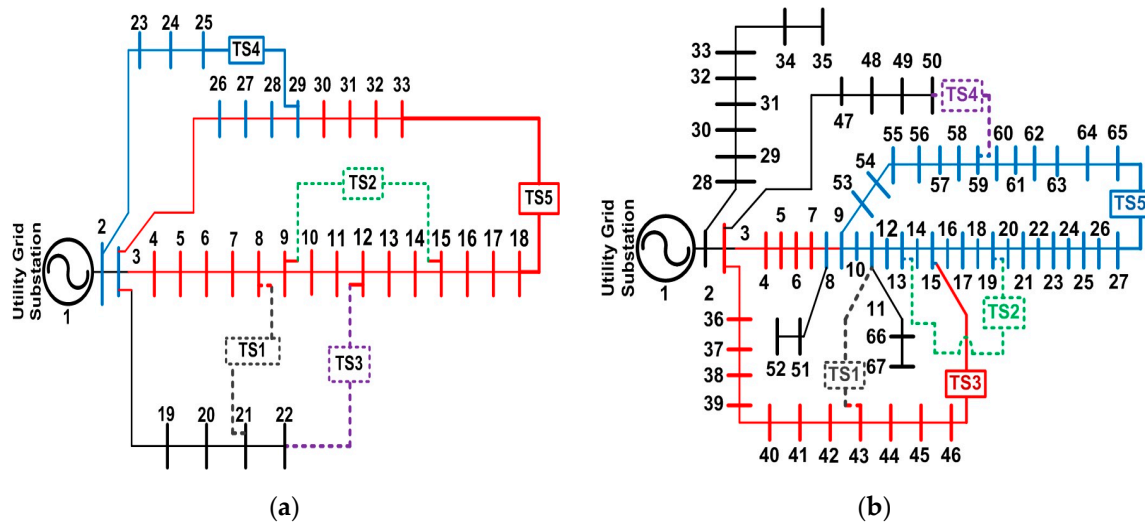 23 24 25
TS4
26 27 28 29 30 31 32 33
TS2
TS5
Utility Grid
Substation
1
2
3 4 5 6 7 8 9 10 11 12 13 14 15 16 17 18
TS1
TS3
19 20 21 22
(a)
33
34 35
32
48 49 50
31
TS4
47
30
55 56 58 60 62 64 65
29
54
57 59 61 63
28
53
TS5
Utility Grid
Substation
1
2
3 5 7 9 12 14 16 18 20 22 24 26
4 6 8 10 13 15 17 19 21 23 25 27
11
TS2
36
66
37
52 51
67
38
TS1
TS3
39
40 41 42 43 44 45 46
(b)